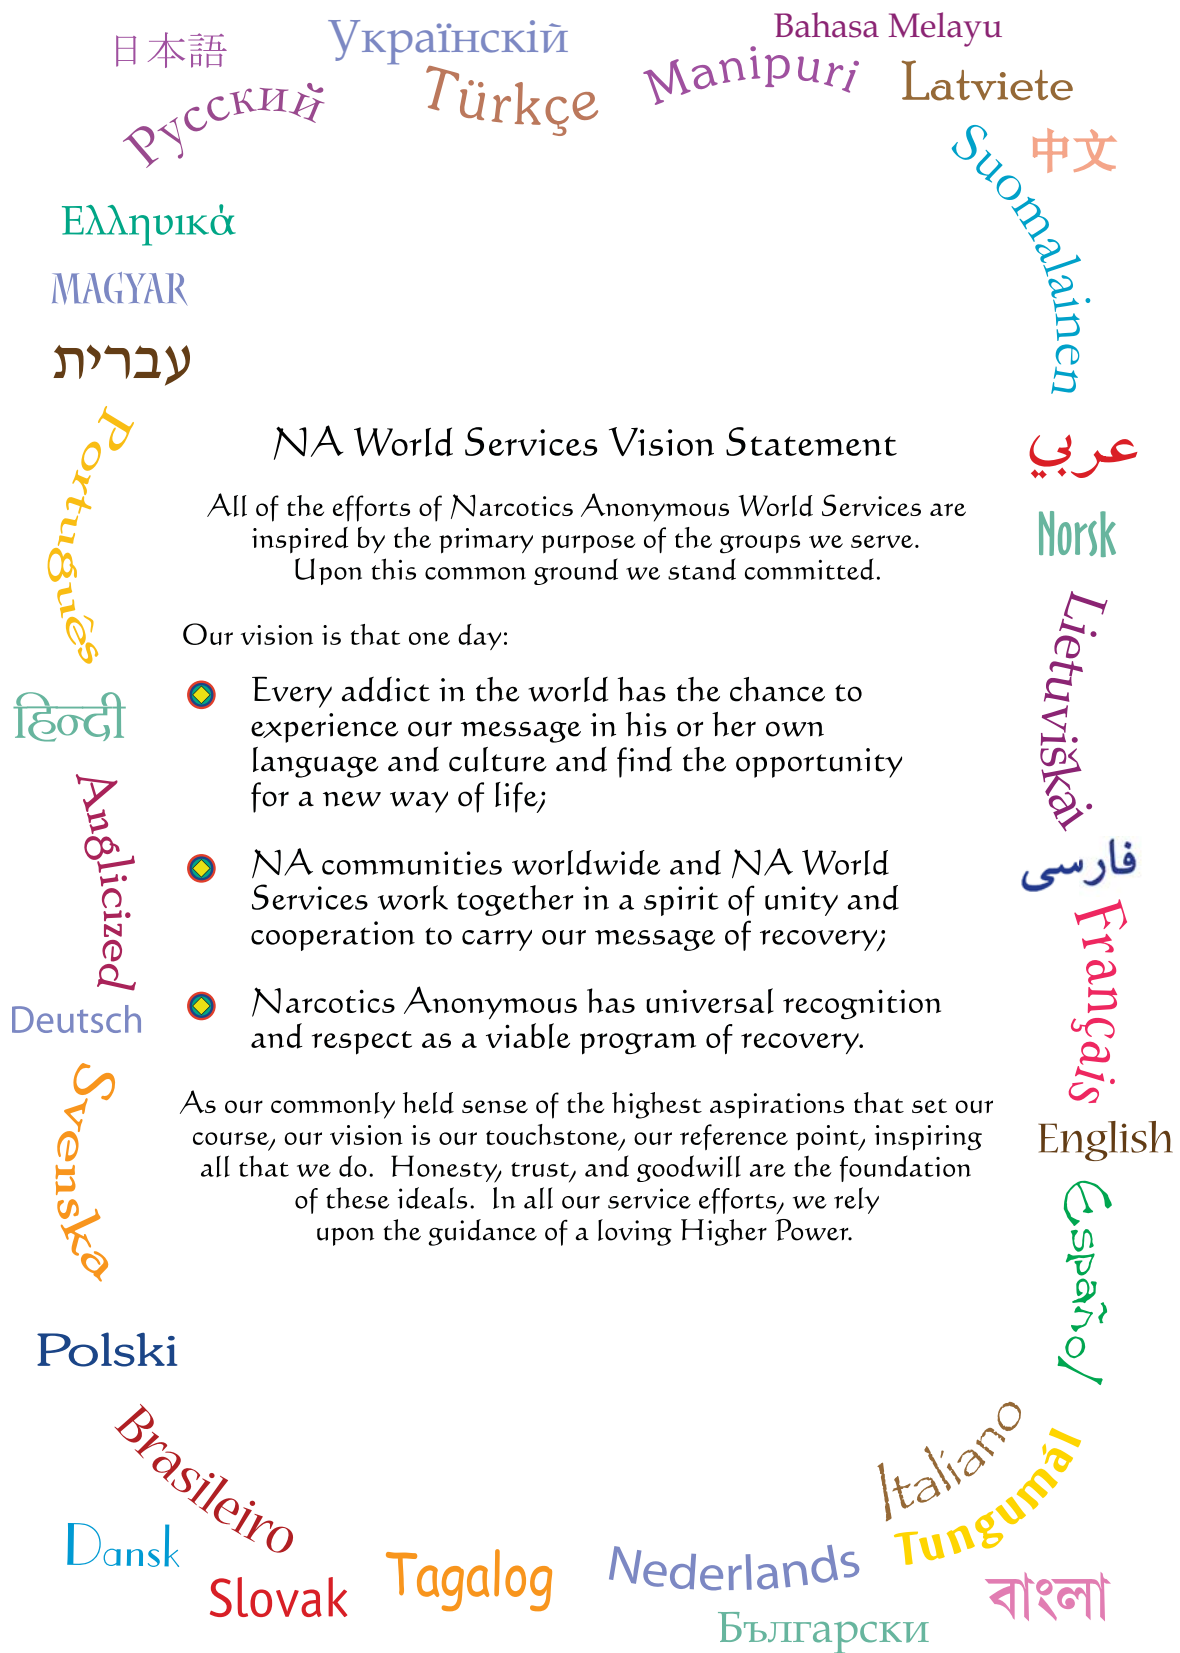 日本語
Українскій
Bahasa Melayu
Русский
Türkçe
Manipuri
Latviete
Suomalainen
中文
Ελληυικά
MAGYAR
עברית
Português
हिन्दी
Anglicized
Deutsch
Svenska
Polski
Brasileiro
Dansk
Slovak
NA World Services Vision Statement
All of the efforts of Narcotics Anonymous World Services are
inspired by the primary purpose of the groups we serve.
Upon this common ground we stand committed.
Our vision is that one day:
Every addict in the world has the chance to
experience our message in his or her own
language and culture and find the opportunity
for a new way of life;
NA communities worldwide and NA World
Services work together in a spirit of unity and
cooperation to carry our message of recovery;
Narcotics Anonymous has universal recognition
and respect as a viable program of recovery.
As our commonly held sense of the highest aspirations that set our
course, our vision is our touchstone, our reference point, inspiring
all that we do. Honesty, trust, and goodwill are the foundation
of these ideals. In all our service efforts, we rely
upon the guidance of a loving Higher Power.
عربي
Norsk
Lietuviškai
فارسى
Français
English
Español
Italiano
Tungumál
Tagalog
Nederlands
Български
বাংলা